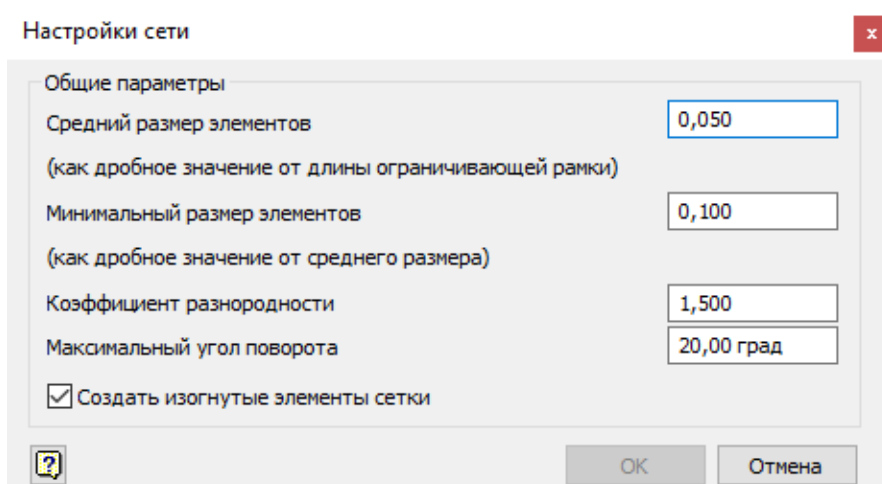 Настройки сети
x
Общие параметры
Средний размер элементов 0,050
(как дробное значение от длины ограничивающей рамки)
Минимальный размер элементов 0,100
(как дробное значение от среднего размера)
Коэффициент разнородности 1,500
Максимальный угол поворота 20,00 град
Создать изогнутые элементы сетки
? ОК Отмена